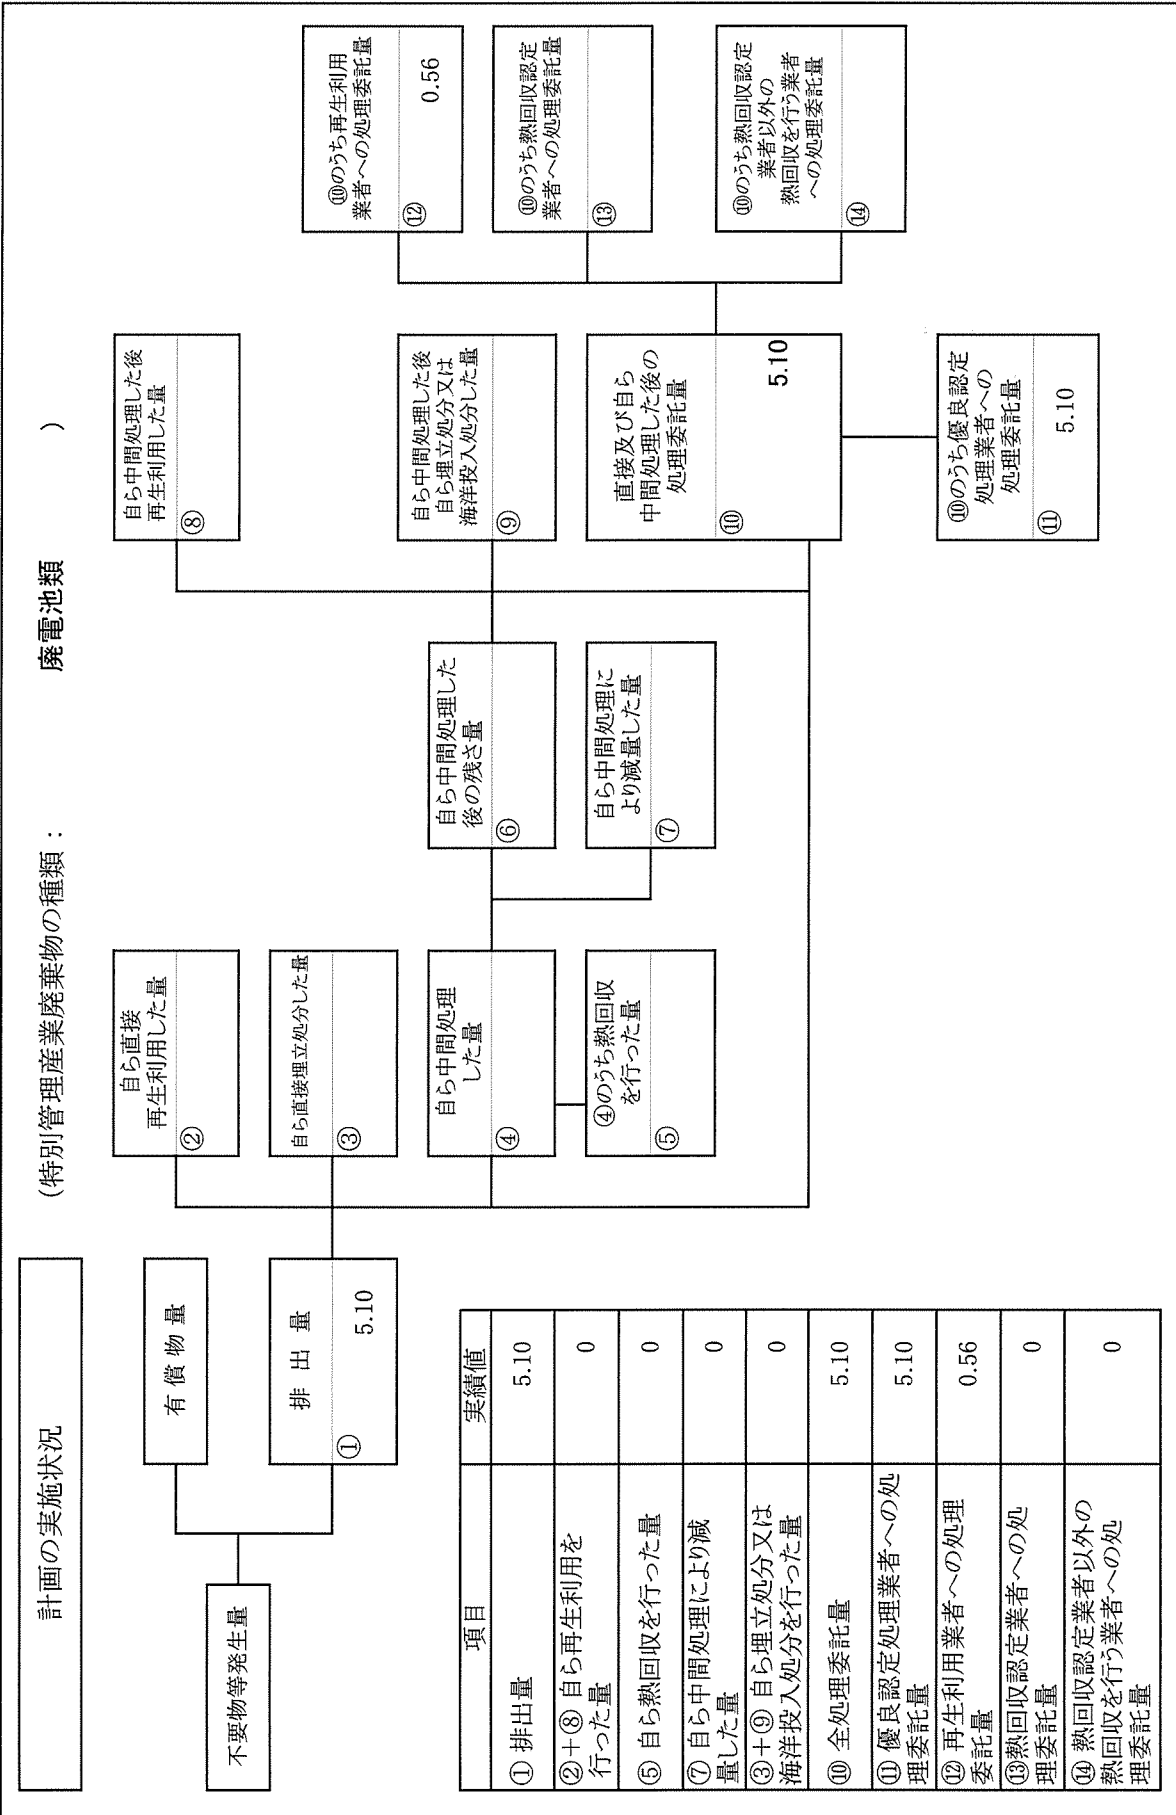 計画の実施状況
(特別管理産業廃棄物の種類： 廃電池類 )
不要物等発生量
有償物量
排出量
①
5.10
自ら直接
再生利用した量
②
自ら直接埋立処分した量
③
自ら中間処理
した量
④
④のうち熱回収
を行った量
⑤
自ら中間処理した
後の残さ量
⑥
自ら中間処理に
より減量した量
⑦
自ら中間処理した後
再生利用した量
⑧
自ら中間処理した後
自ら埋立処分又は
海洋投入処分した量
⑨
直接及び自ら
中間処理した後の
処理委託量
⑩
5.10
⑩のうち優良認定
処理業者への
処理委託量
⑪
5.10
⑩のうち再生利用
業者への処理委託量
⑫
0.56
⑩のうち熱回収認定
業者への処理委託量
⑬
⑩のうち熱回収認定
業者以外の
熱回収を行う業者
への処理委託量
⑭
項目 実績値
① 排出量 5.10
②＋⑧ 自ら再生利用を
行った量 0
⑤ 自ら熱回収を行った量 0
⑦ 自ら中間処理により減
量した量 0
③＋⑨ 自ら埋立処分又は
海洋投入処分を行った量 0
⑩ 全処理委託量 5.10
⑪ 優良認定処理業者への処
理委託量 5.10
⑫ 再生利用業者への処理
委託量 0.56
⑬熱回収認定業者への処
理委託量 0
⑭ 熱回収認定業者以外の
熱回収を行う業者への処
理委託量 0